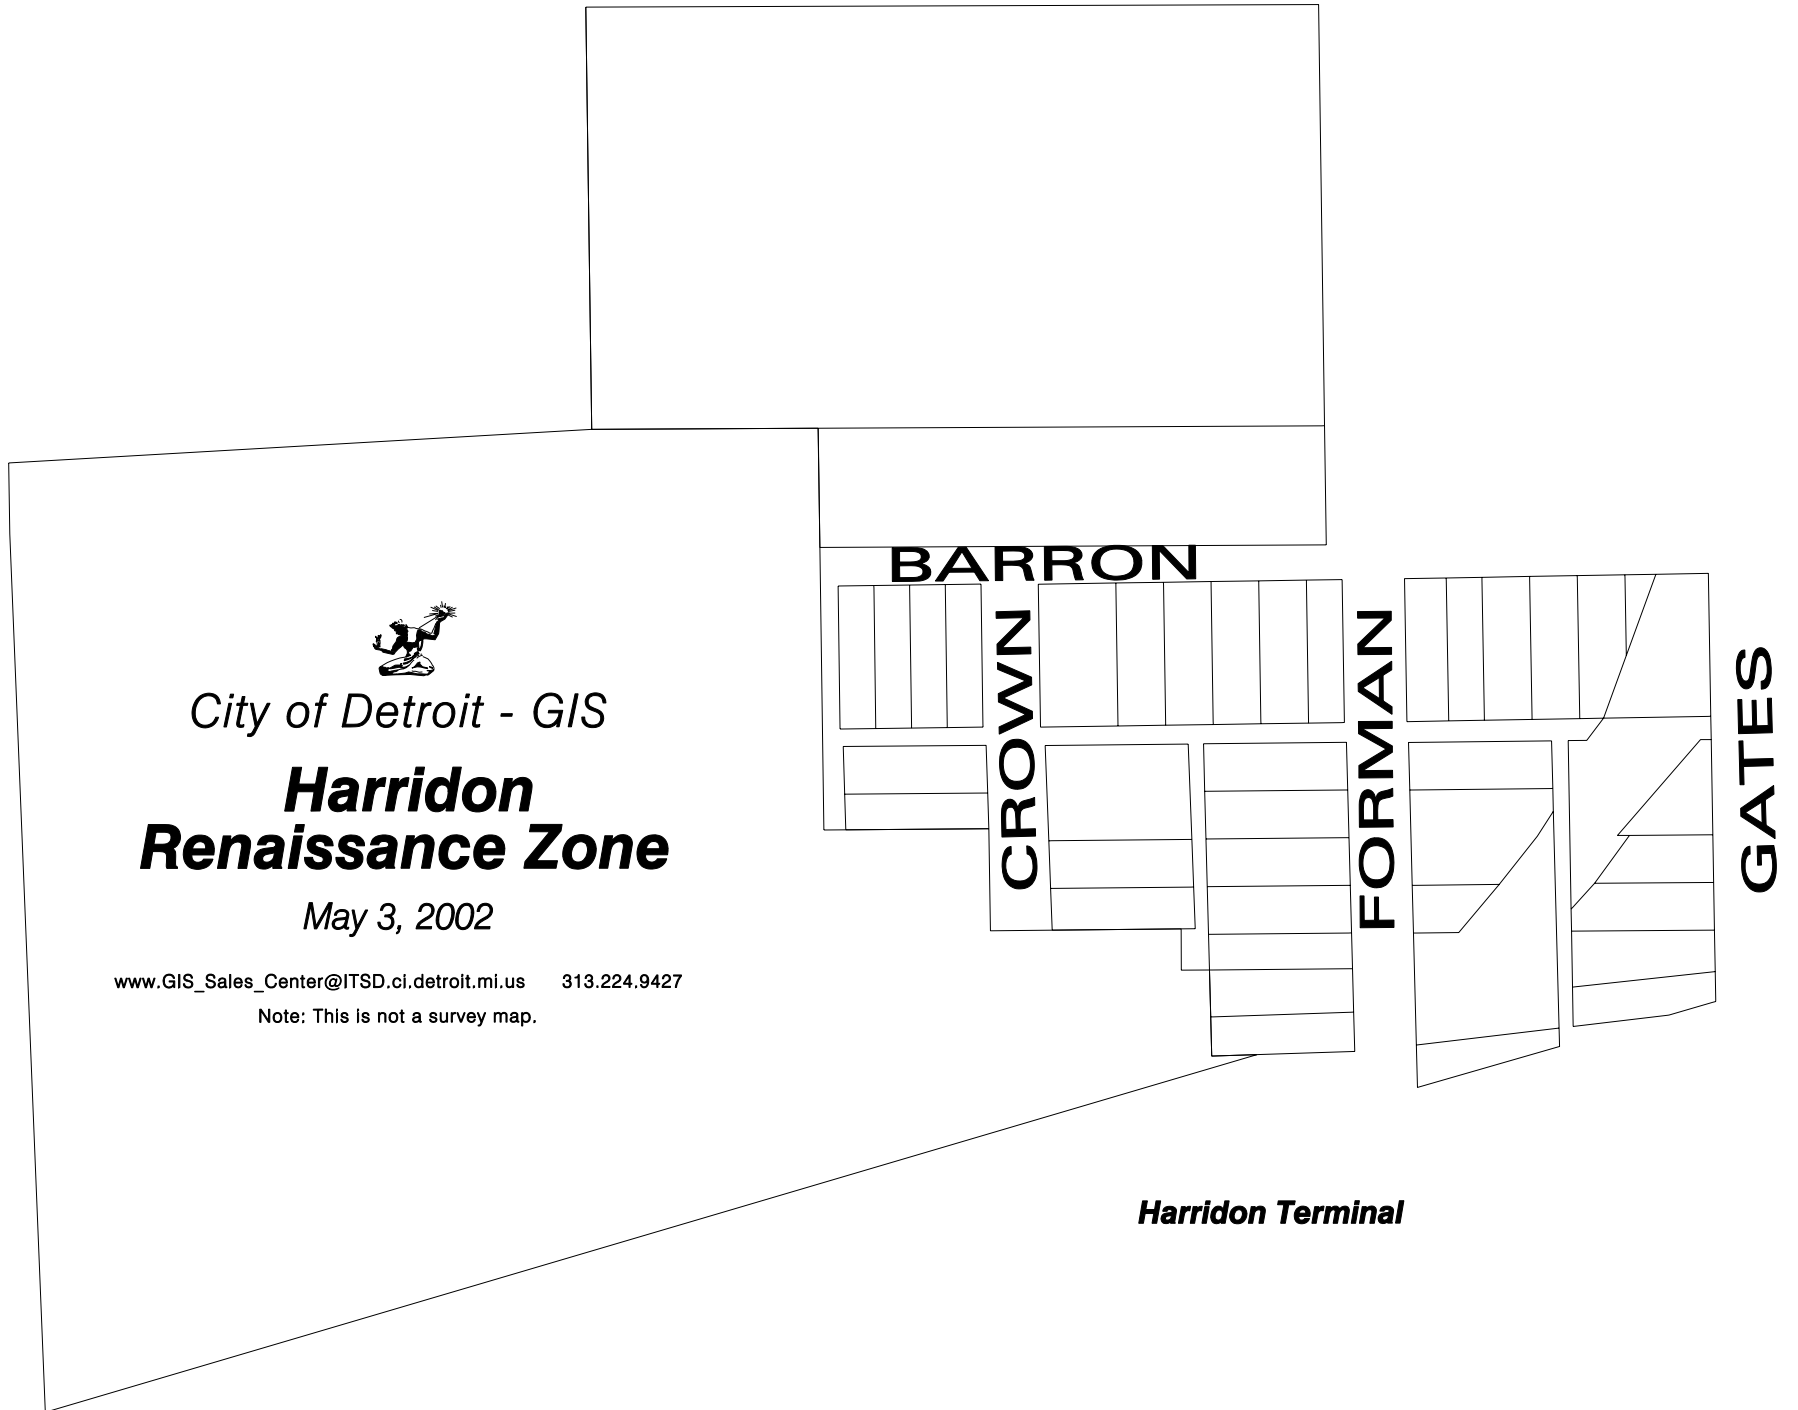 BARRON
CROWN
FORMAN
GATES
City of Detroit - GIS
Harridon
Renaissance Zone
May 3, 2002
www.GIS_Sales_Center@ITSD.ci.detroit.mi.us 313.224.9427
Note: This is not a survey map.
Harridon Terminal